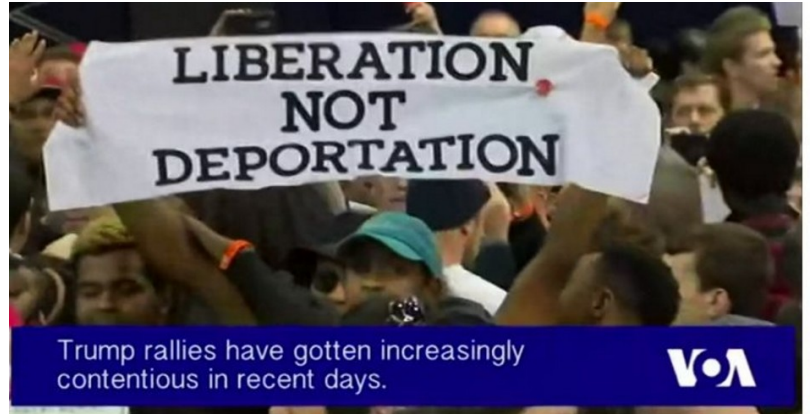 LIBERATION
NOT
DEPORTATION
Trump rallies have gotten increasingly
contentious in recent days.
VOA